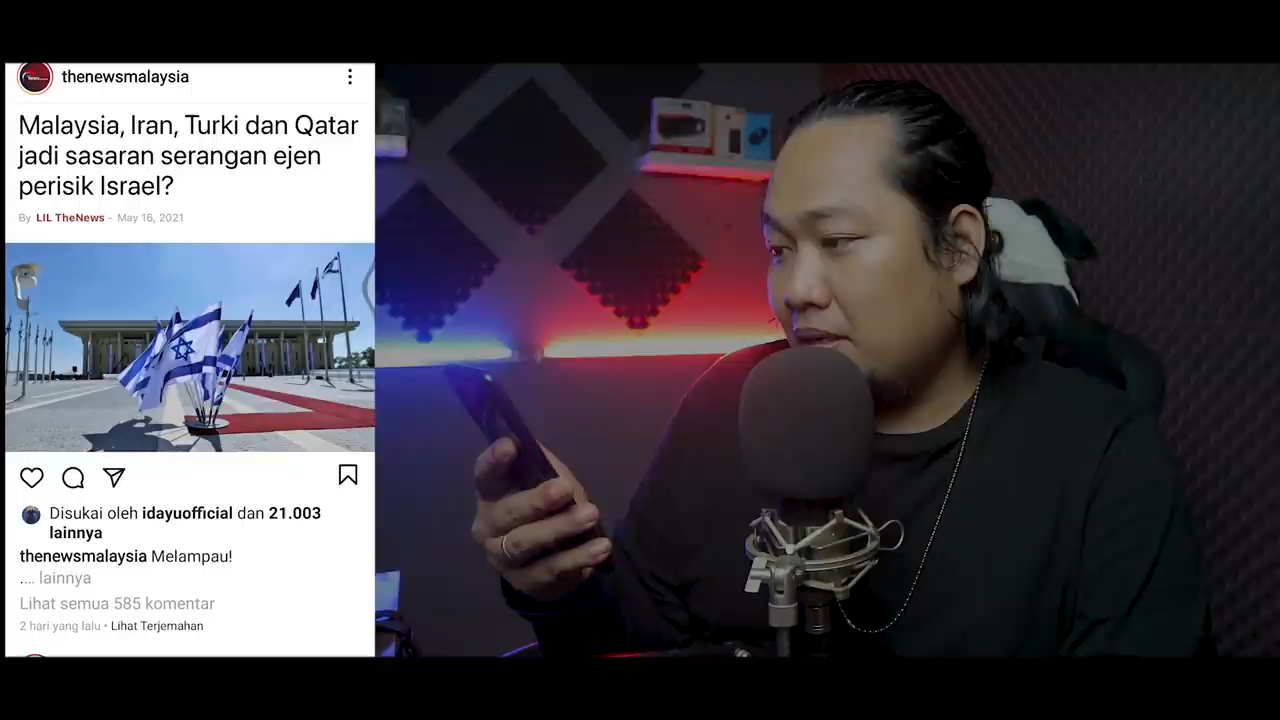 thenewsmalaysia
Malaysia, Iran, Turki dan Qatar
jadi sasaran serangan ejen
perisik Israel?
By LIL TheNews - May 16, 2021
Disukai oleh idayuofficial dan 21.003
lainnya
thenewsmalaysia Melampau!
.... lainnya
Lihat semua 585 komentar
2 hari yang lalu • Lihat Terjemahan